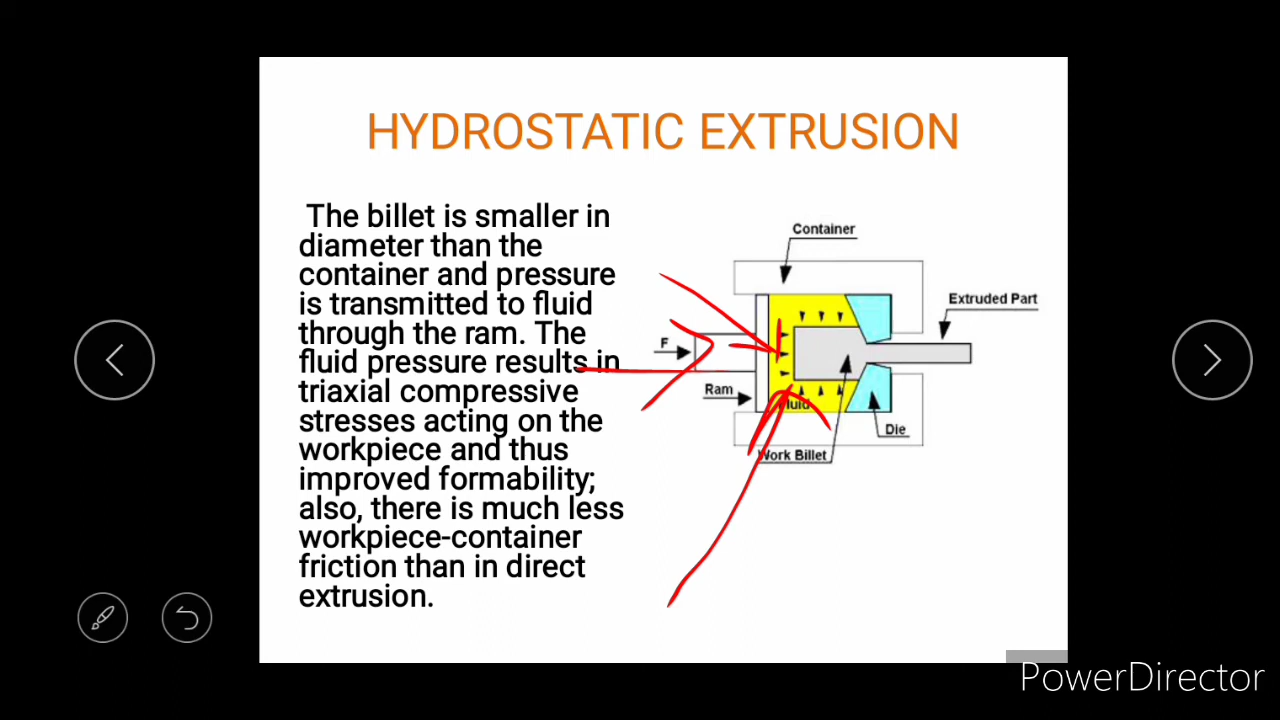 HYDROSTATIC EXTRUSION
The billet is smaller in
diameter than the
container and pressure
is transmitted to fluid
through the ram. The
fluid pressure results in
triaxial compressive
stresses acting on the
workpiece and thus
improved formability;
also, there is much less
workpiece-container
friction than in direct
extrusion.
Container
Extruded Part
F
Ram
Fluid
Die
Work Billet
PowerDirector